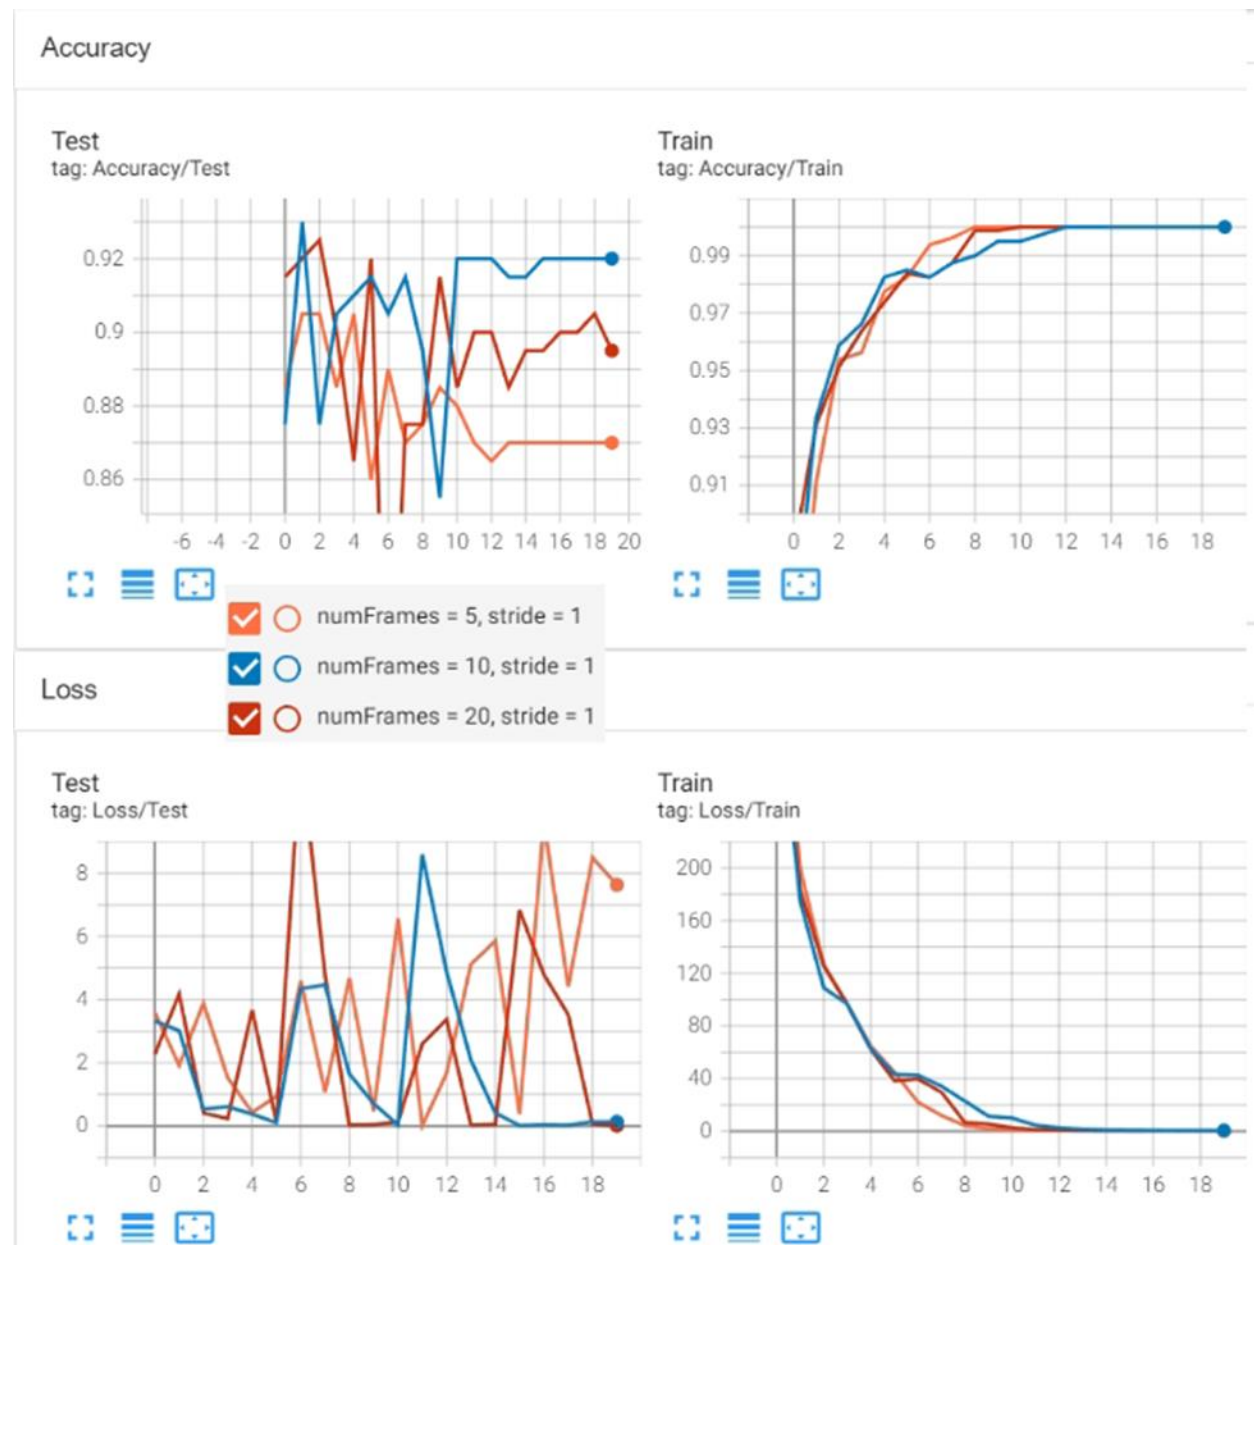 Accuracy
Test
tag: Accuracy/Test
0.92
0.9
0.88
0.86
-6 -4 -2 0 2 4 6 8 10 12 14 16 18 20
Train
tag: Accuracy/Train
0.99
0.97
0.95
0.93
0.91
0 2 4 6 8 10 12 14 16 18
numFrames = 5, stride = 1
numFrames = 10, stride = 1
numFrames = 20, stride = 1
Loss
Test
tag: Loss/Test
8
6
4
2
0
0 2 4 6 8 10 12 14 16 18
Train
tag: Loss/Train
200
160
120
80
40
0
0 2 4 6 8 10 12 14 16 18